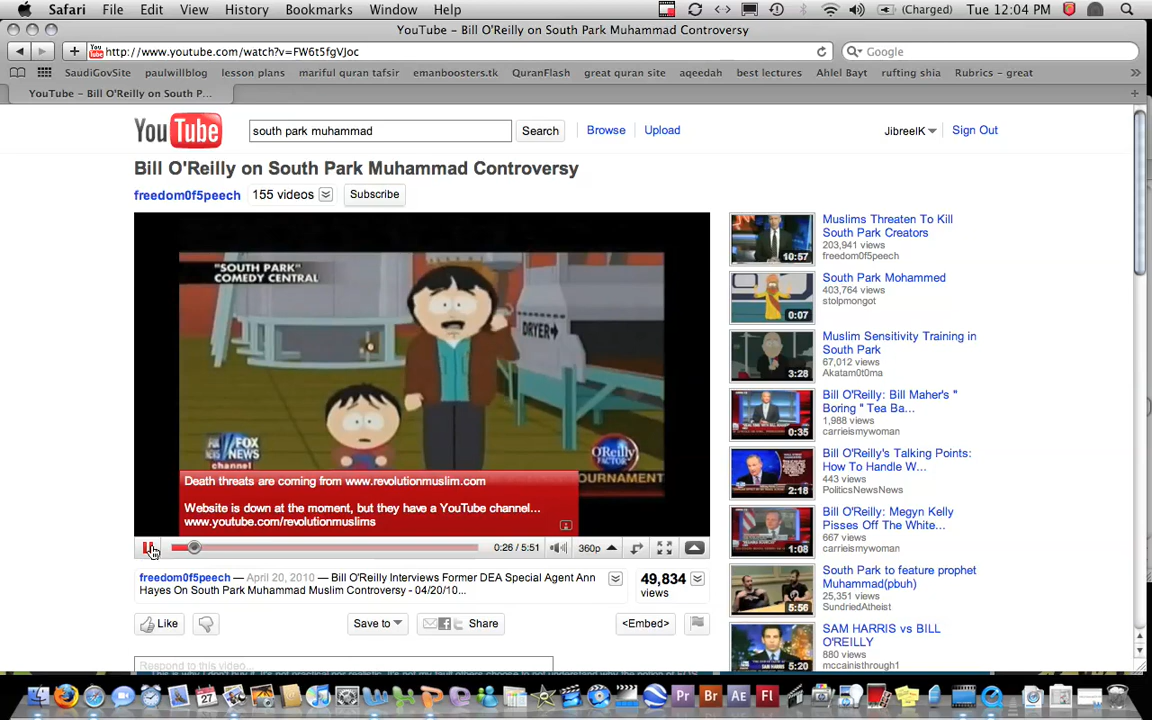 Safari File Edit View History Bookmarks Window Help (Charged) Tue 12:04 PM
YouTube - Bill O'Reilly on South Park Muhammad Controversy
http://www.youtube.com/watch?v=FW6t5fgVJoc
Google
SaudiGovSite paulwillblog lesson plans mariful quran tafsir emanboosters.tk QuranFlash great quran site aqeedah best lectures Ahlel Bayt rufting shia Rubrics - great
YouTube - Bill O'Reilly on South P...
YouTube
south park muhammad
Search
Browse
Upload
JibreelK
Sign Out
Bill O'Reilly on South Park Muhammad Controversy
freedom0f5peech 155 videos Subscribe
"SOUTH PARK"
COMEDY CENTRAL
DRYER
FOX
NEWS
channel
O'Reilly
FACTOR
OURNAMENT
Death threats are coming from www.revolutionmuslim.com
Website is down at the moment, but they have a YouTube channel...
www.youtube.com/revolutionmuslims
0:26 / 5:51
360p
freedom0f5peech — April 20, 2010 — Bill O'Reilly Interviews Former DEA Special Agent Ann
Hayes On South Park Muhammad Muslim Controversy - 04/20/10...
49,834
views
Like
Save to
Share
<Embed>
Respond to this video...
10:57
Muslims Threaten To Kill
South Park Creators
203,941 views
freedom0f5peech
0:07
South Park Mohammed
403,764 views
stolpmongot
3:28
Muslim Sensitivity Training in
South Park
67,012 views
Akatam0t0ma
0:35
Bill O'Reilly: Bill Maher's "
Boring " Tea Ba...
1,988 views
carrieismywoman
2:18
Bill O'Reilly's Talking Points:
How To Handle W...
443 views
PoliticsNewsNews
1:08
Bill O'Reilly: Megyn Kelly
Pisses Off The White...
667 views
carrieismywoman
5:56
South Park to feature prophet
Muhammad(pbuh)
25,351 views
SundriedAtheist
5:20
SAM HARRIS vs BILL
O'REILLY
880 views
mccainisthrough1
27
W
X
P
Pr
Br
Ae
Fl